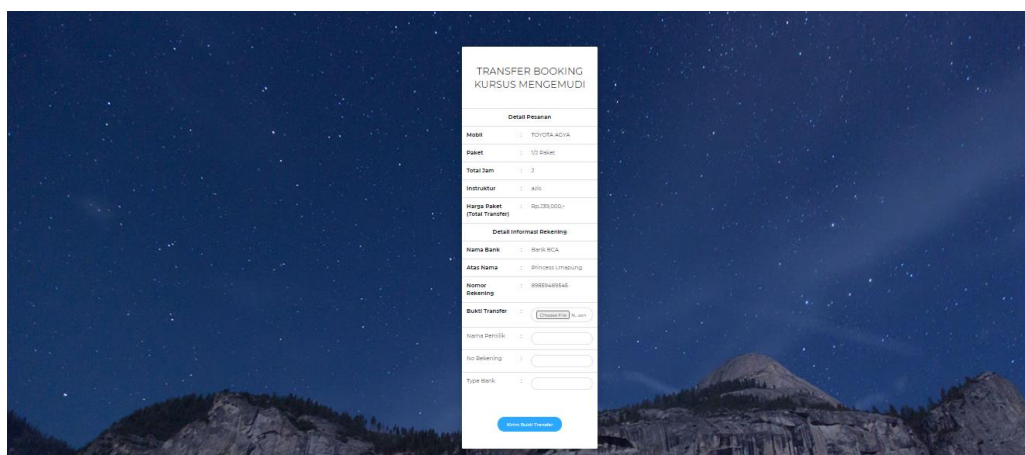 TRANSFER BOOKING
KURSUS MENGEMUDI
Detail Pesanan
Mobil : TOYOTA AGYA
Paket : 1/2 Paket
Total Jam :
Instruktur :
Harga Paket : 
(Total Transfer)
Detail Informasi Rekening
Nama Bank : Bank BCA
Atas Nama : Princess
Nomor :
Rekening
Bukti Transfer : Choose File
Nama Pemilik :
No Rekening :
Type Bank :
Kirim Bukti Transfer